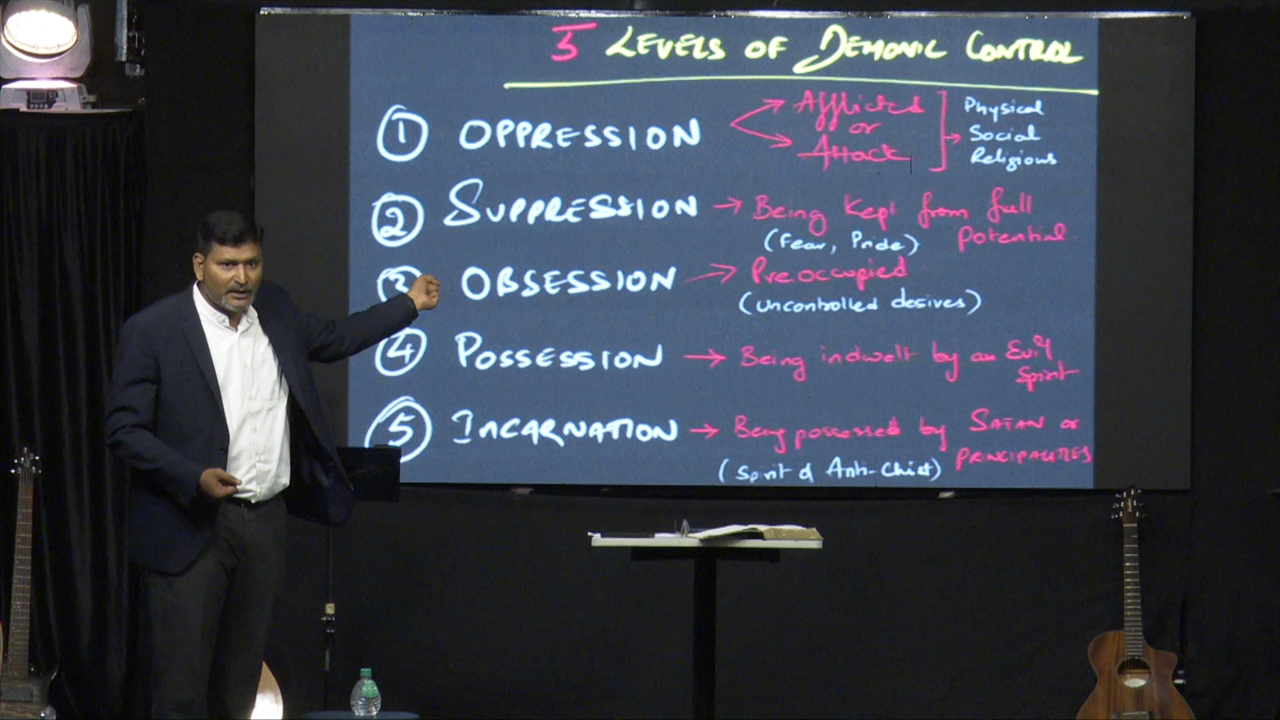 5 LEVELS OF DEMONIC CONTROL
1 OPPRESSION Afflicted or Attack Physical Social Religious
2 SUPPRESSION → Being kept from full potential
(Fear, Pride)
3 OBSESSION → Preoccupied
(uncontrolled desires)
4 POSSESSION → Being indwelt by an Evil Spirit
5 INCARNATION → Being possessed by SATAN or PRINCIPALITIES
(Spirit of Anti-Christ)